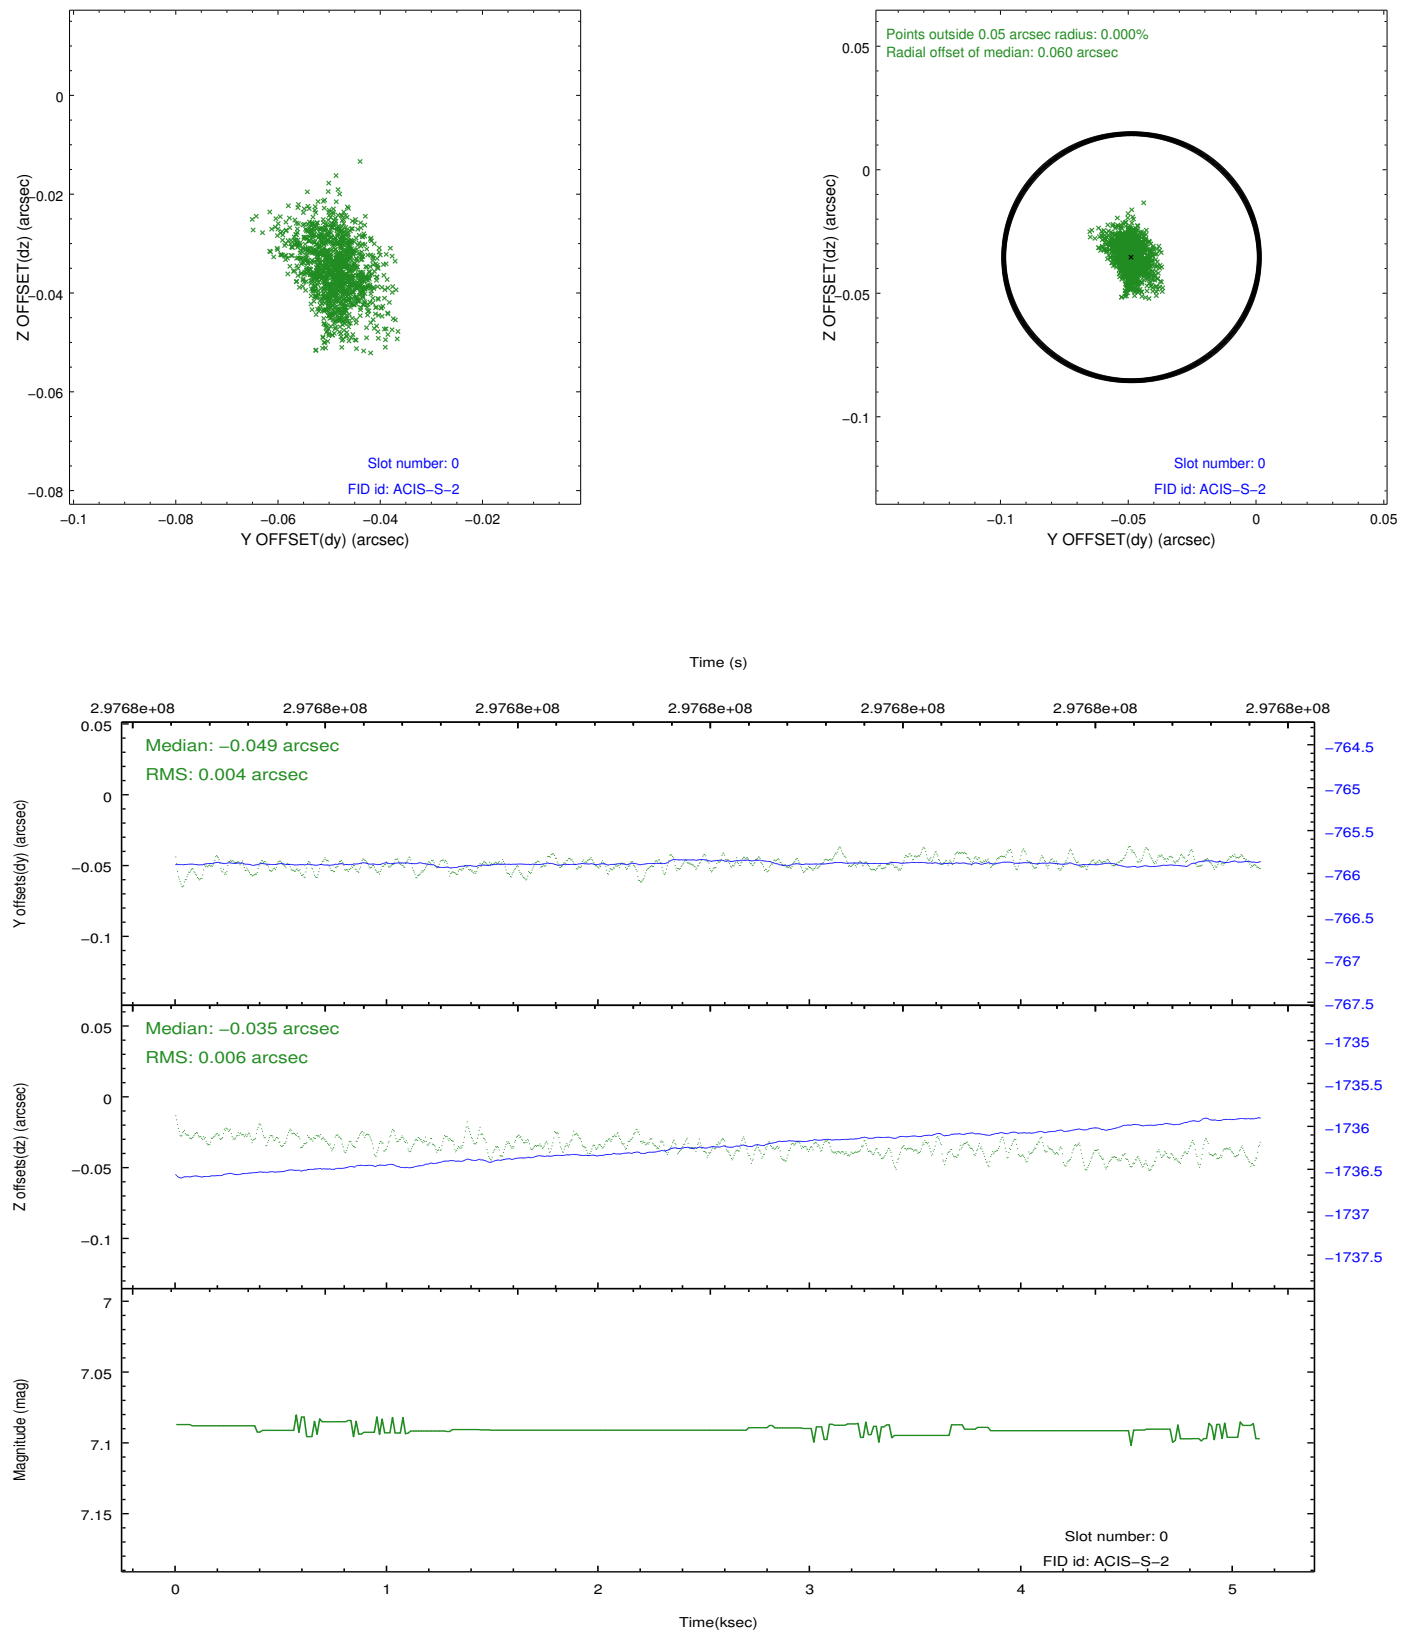 0
−0.02
−0.04
−0.06
−0.08
Z OFFSET(dz) (arcsec)
Slot number: 0
FID id: ACIS−S−2
−0.1
−0.08
−0.06
−0.04
−0.02
Y OFFSET(dy) (arcsec)
Points outside 0.05 arcsec radius: 0.000%
Radial offset of median: 0.060 arcsec
0.05
0
−0.05
−0.1
Z OFFSET(dz) (arcsec)
Slot number: 0
FID id: ACIS−S−2
−0.1
−0.05
0
0.05
Y OFFSET(dy) (arcsec)
Time (s)
2.9768e+08 2.9768e+08 2.9768e+08 2.9768e+08 2.9768e+08 2.9768e+08 2.9768e+08
Median: −0.049 arcsec
RMS: 0.004 arcsec
0.05
0
−0.05
−0.1
Y offsets(dy) (arcsec)
−764.5
−765
−765.5
−766
−766.5
−767
−767.5
Median: −0.035 arcsec
RMS: 0.006 arcsec
0.05
0
−0.05
−0.1
Z offsets(dz) (arcsec)
−1735
−1735.5
−1736
−1736.5
−1737
−1737.5
7
7.05
7.1
7.15
Magnitude (mag)
Slot number: 0
FID id: ACIS−S−2
0 1 2 3 4 5
Time(ksec)